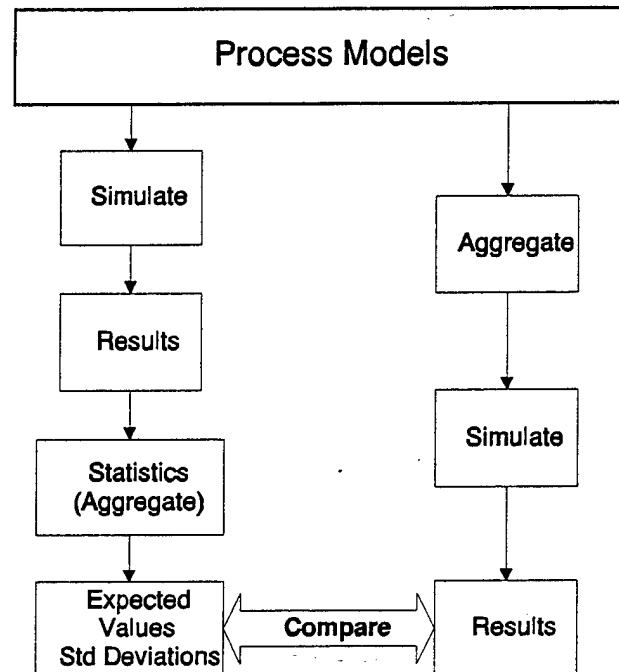 Process Models
Simulate
Aggregate
Results
Simulate
Statistics
(Aggregate)
Expected
Values
Std Deviations
Compare
Results